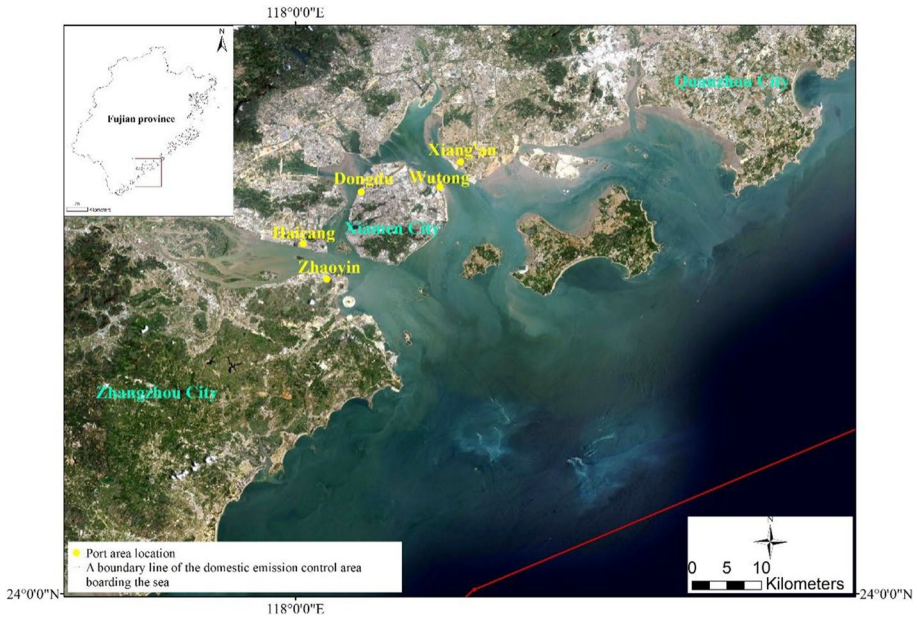 118°0'0"E
N
Fujian province
Kilometers
Quanzhou City
Xiang'an
Dongdu
Wutong
Xiamen City
Haicang
Zhaoyin
Zhangzhou City
Port area location
A boundary line of the domestic emission control area
boarding the sea
N
0 5 10
Kilometers
24°0'0"N
24°0'0"N
118°0'0"E